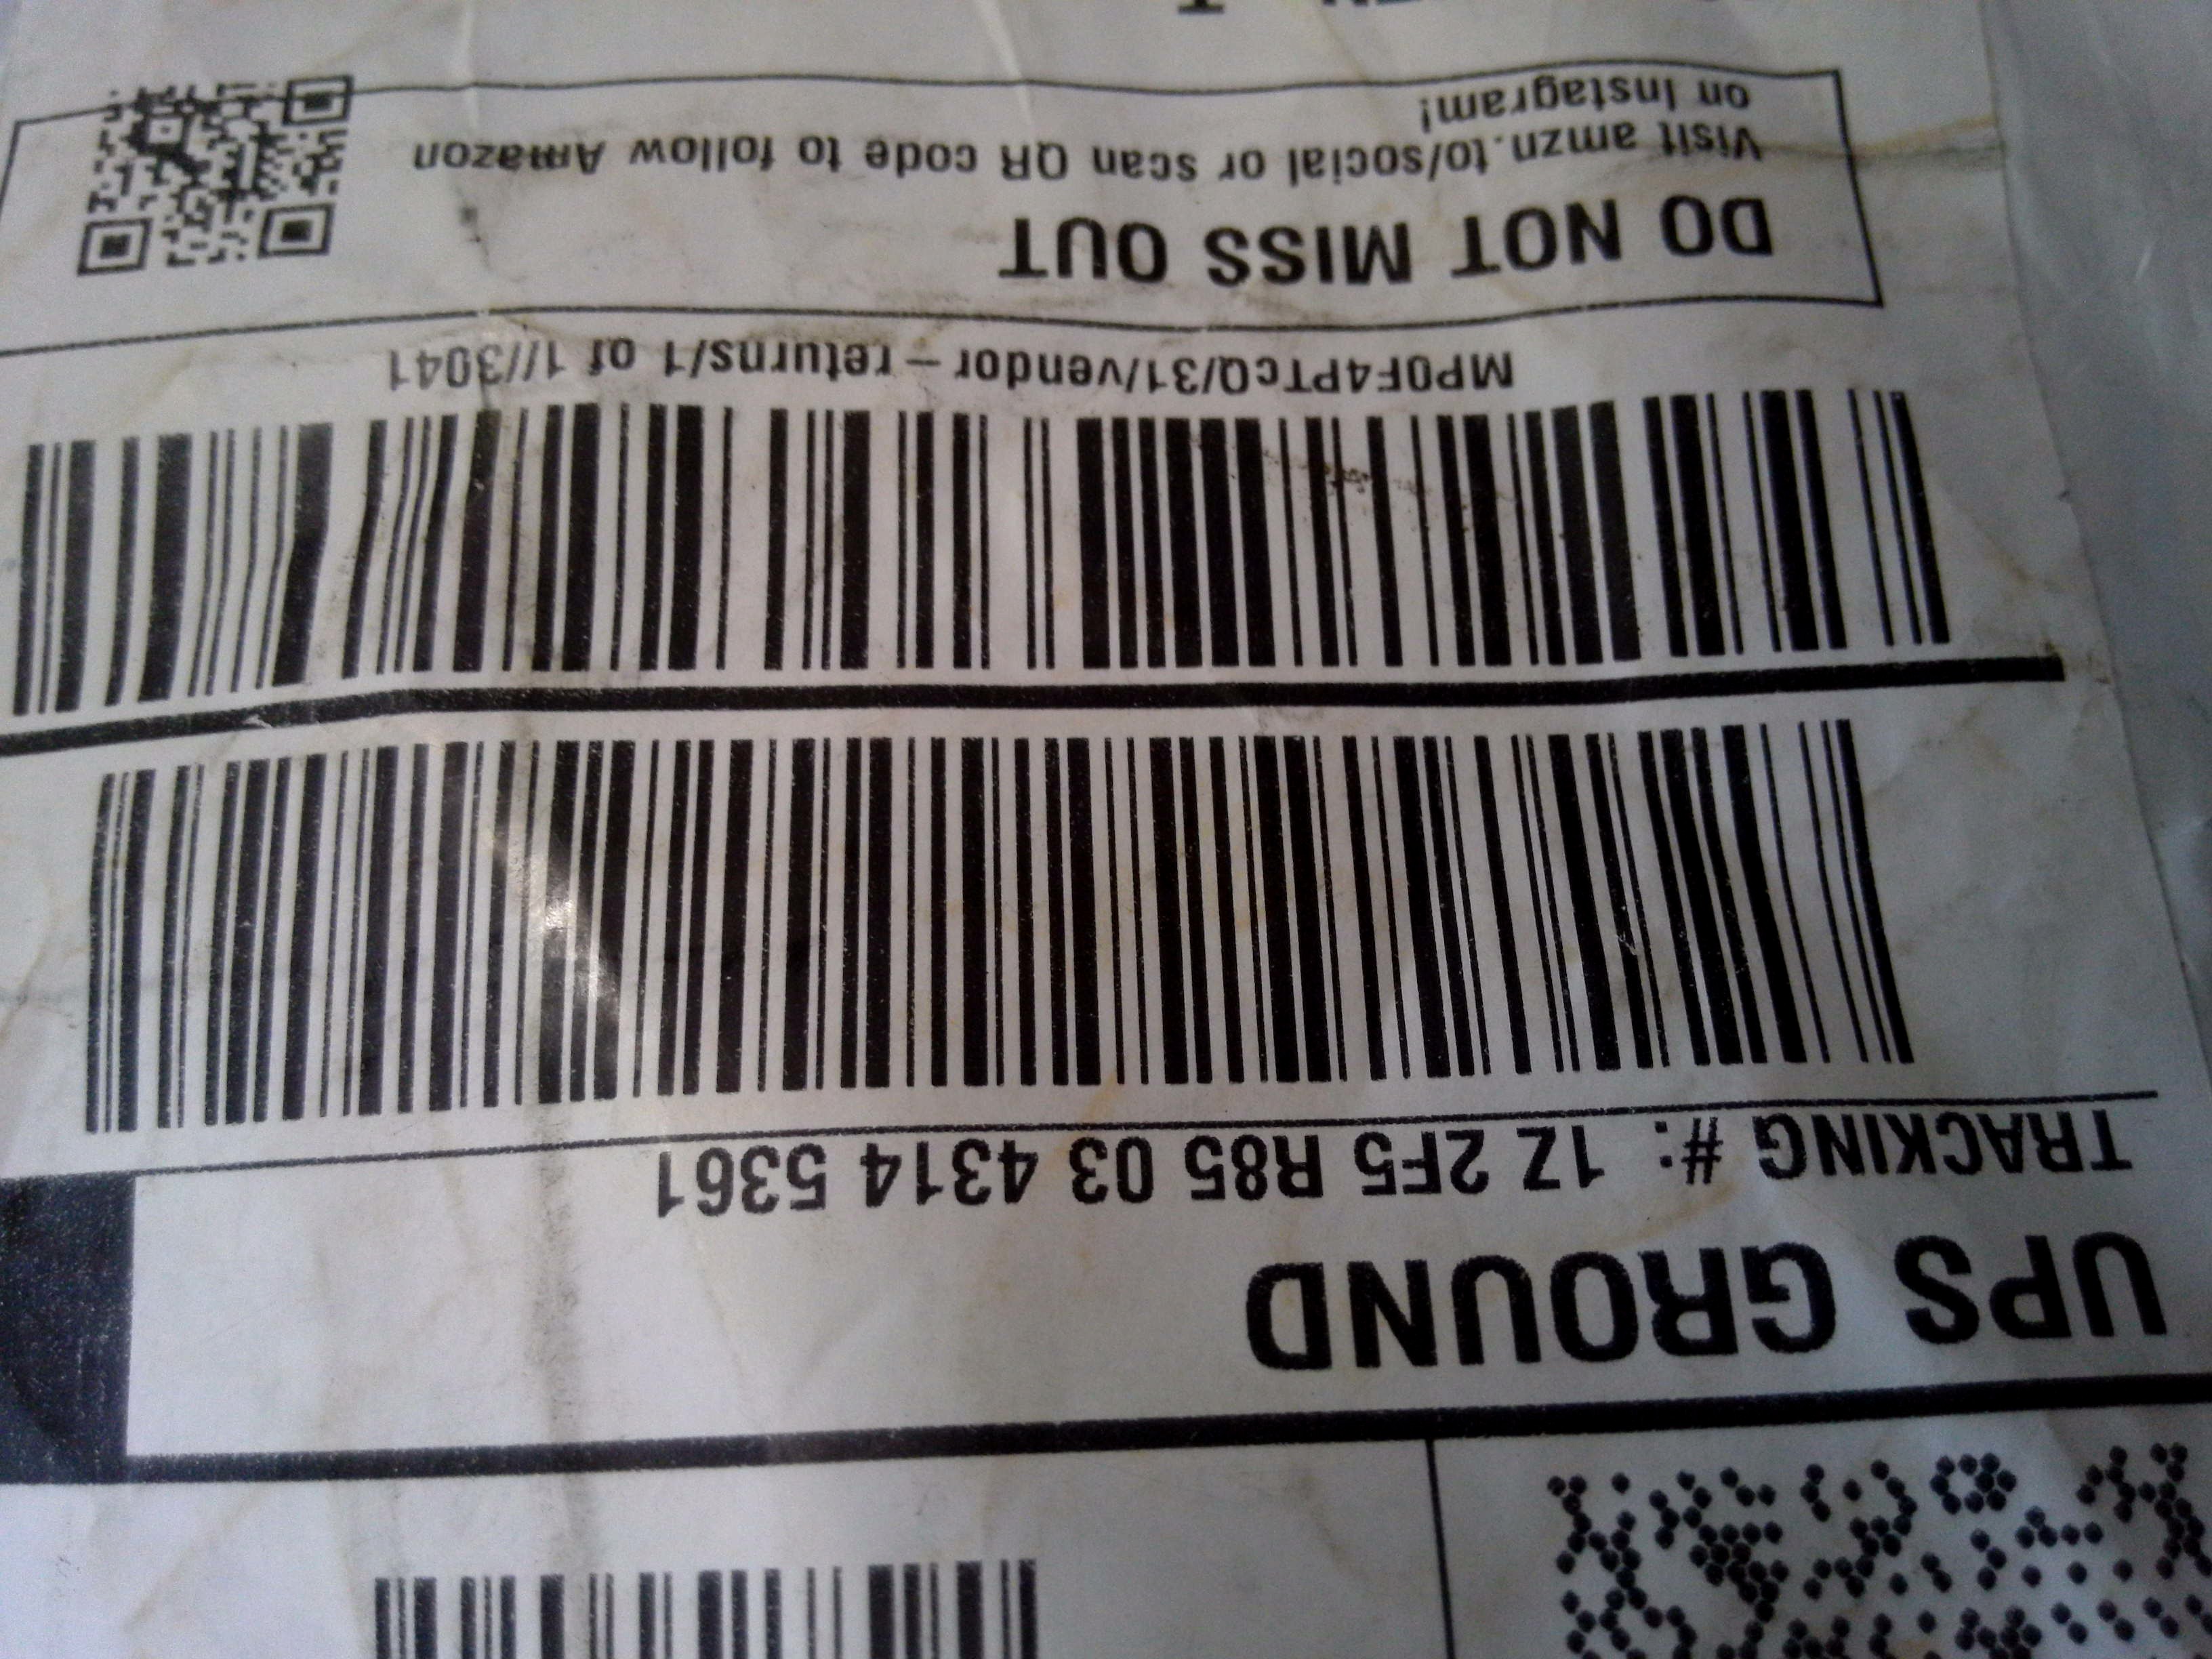 UPS GROUND
TRACKING #: 1Z 2F5 R85 03 4314 5361
MP0F4PTcQ/31/vendor-returns/1 of 1//3041
DO NOT MISS OUT
Visit amzn.to/social or scan QR code to follow Amazon
on Instagram!